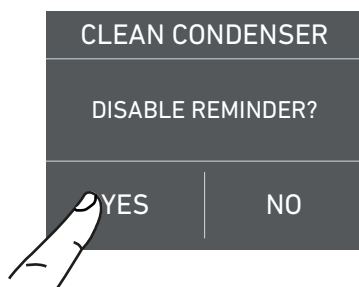 CLEAN CONDENSER
DISABLE REMINDER?
YES NO